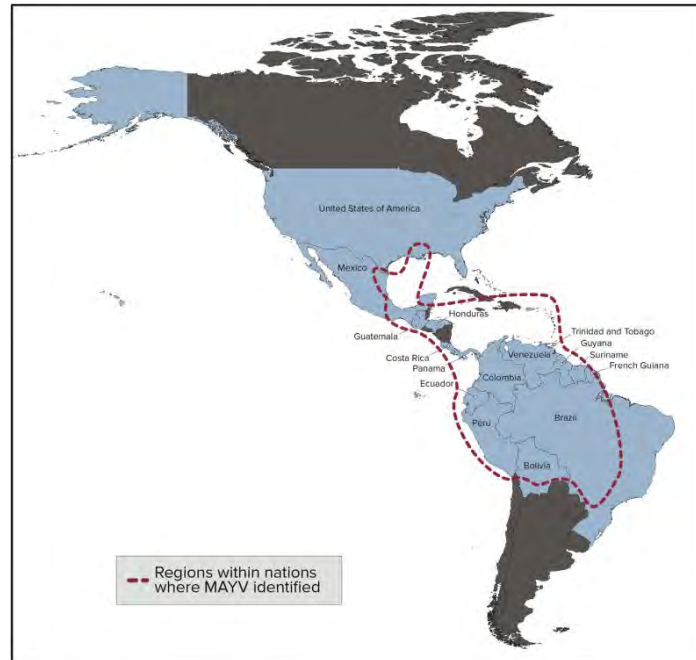 United States of America
Mexico
Honduras
Guatemala
Trinidad and Tobago
Guyana
Costa Rica
Venezuela
Suriname
Panama
French Guiana
Colombia
Ecuador
Peru
Brazil
Bolivia
Regions within nations
where MAYV identified